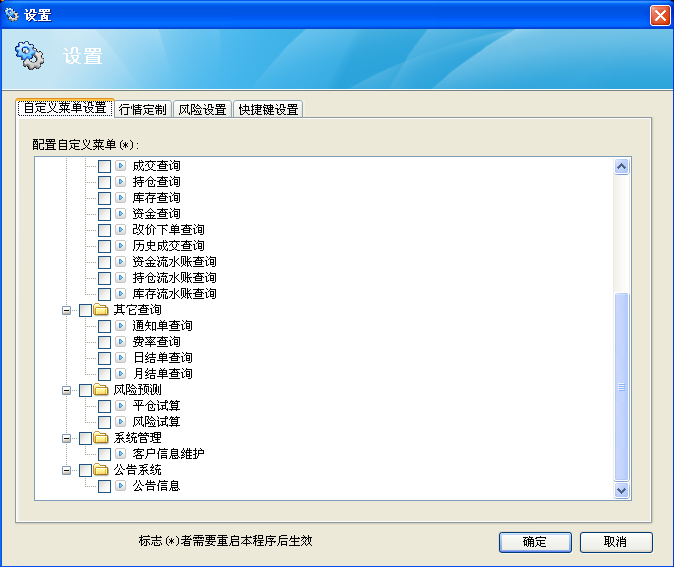 设置
设置
自定义菜单设置 行情定制 风险设置 快捷键设置
配置自定义菜单(*):
成交查询
持仓查询
库存查询
资金查询
改价下单查询
历史成交查询
资金流水账查询
持仓流水账查询
库存流水账查询
其它查询
通知单查询
费率查询
日结单查询
月结单查询
风险预测
平仓试算
风险试算
系统管理
客户信息维护
公告系统
公告信息
标志(*)者需要重启本程序后生效 确定 取消